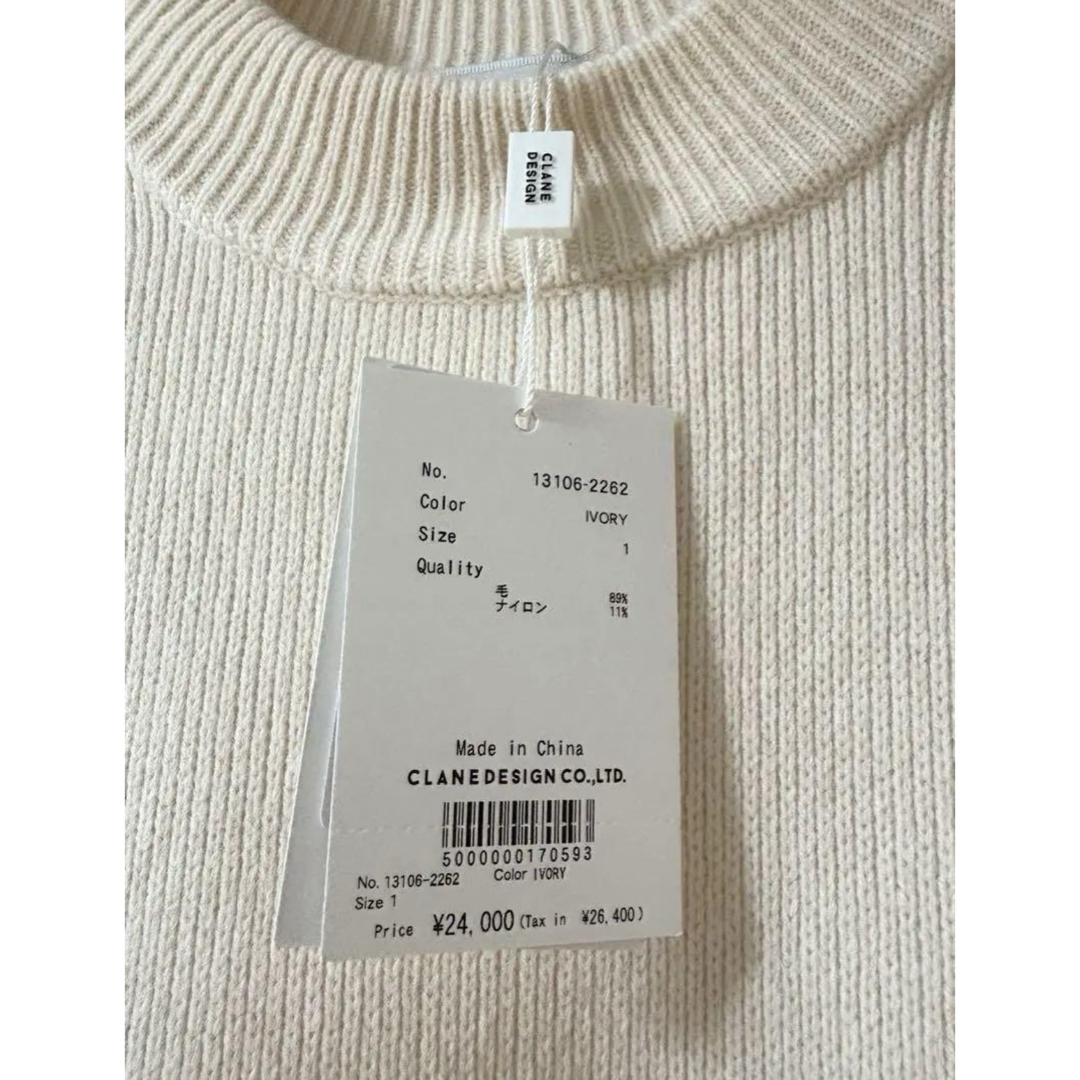 CLANE
DESIGN
No. 13106-2262
Color IVORY
Size 1
Quality
毛 89%
ナイロン 11%
Made in China
CLANE DESIGN CO.,LTD.
5000000170593
No. 13106-2262 Color IVORY
Size 1
Price ¥24,000 (Tax in ¥26,400)